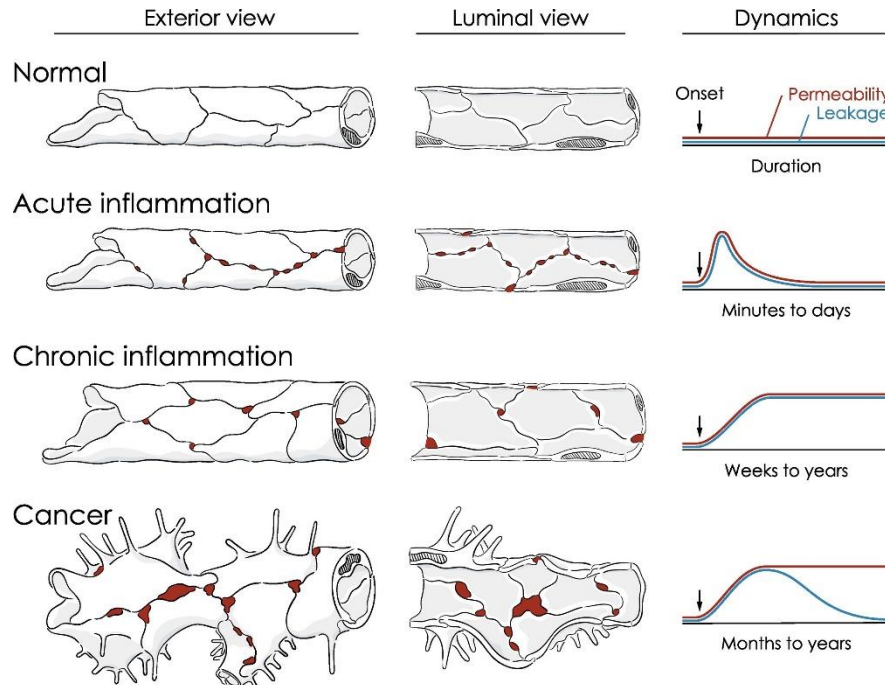 Exterior view
Luminal view
Dynamics
Normal
Onset
Permeability
Leakage
Duration
Acute inflammation
Minutes to days
Chronic inflammation
Weeks to years
Cancer
Months to years